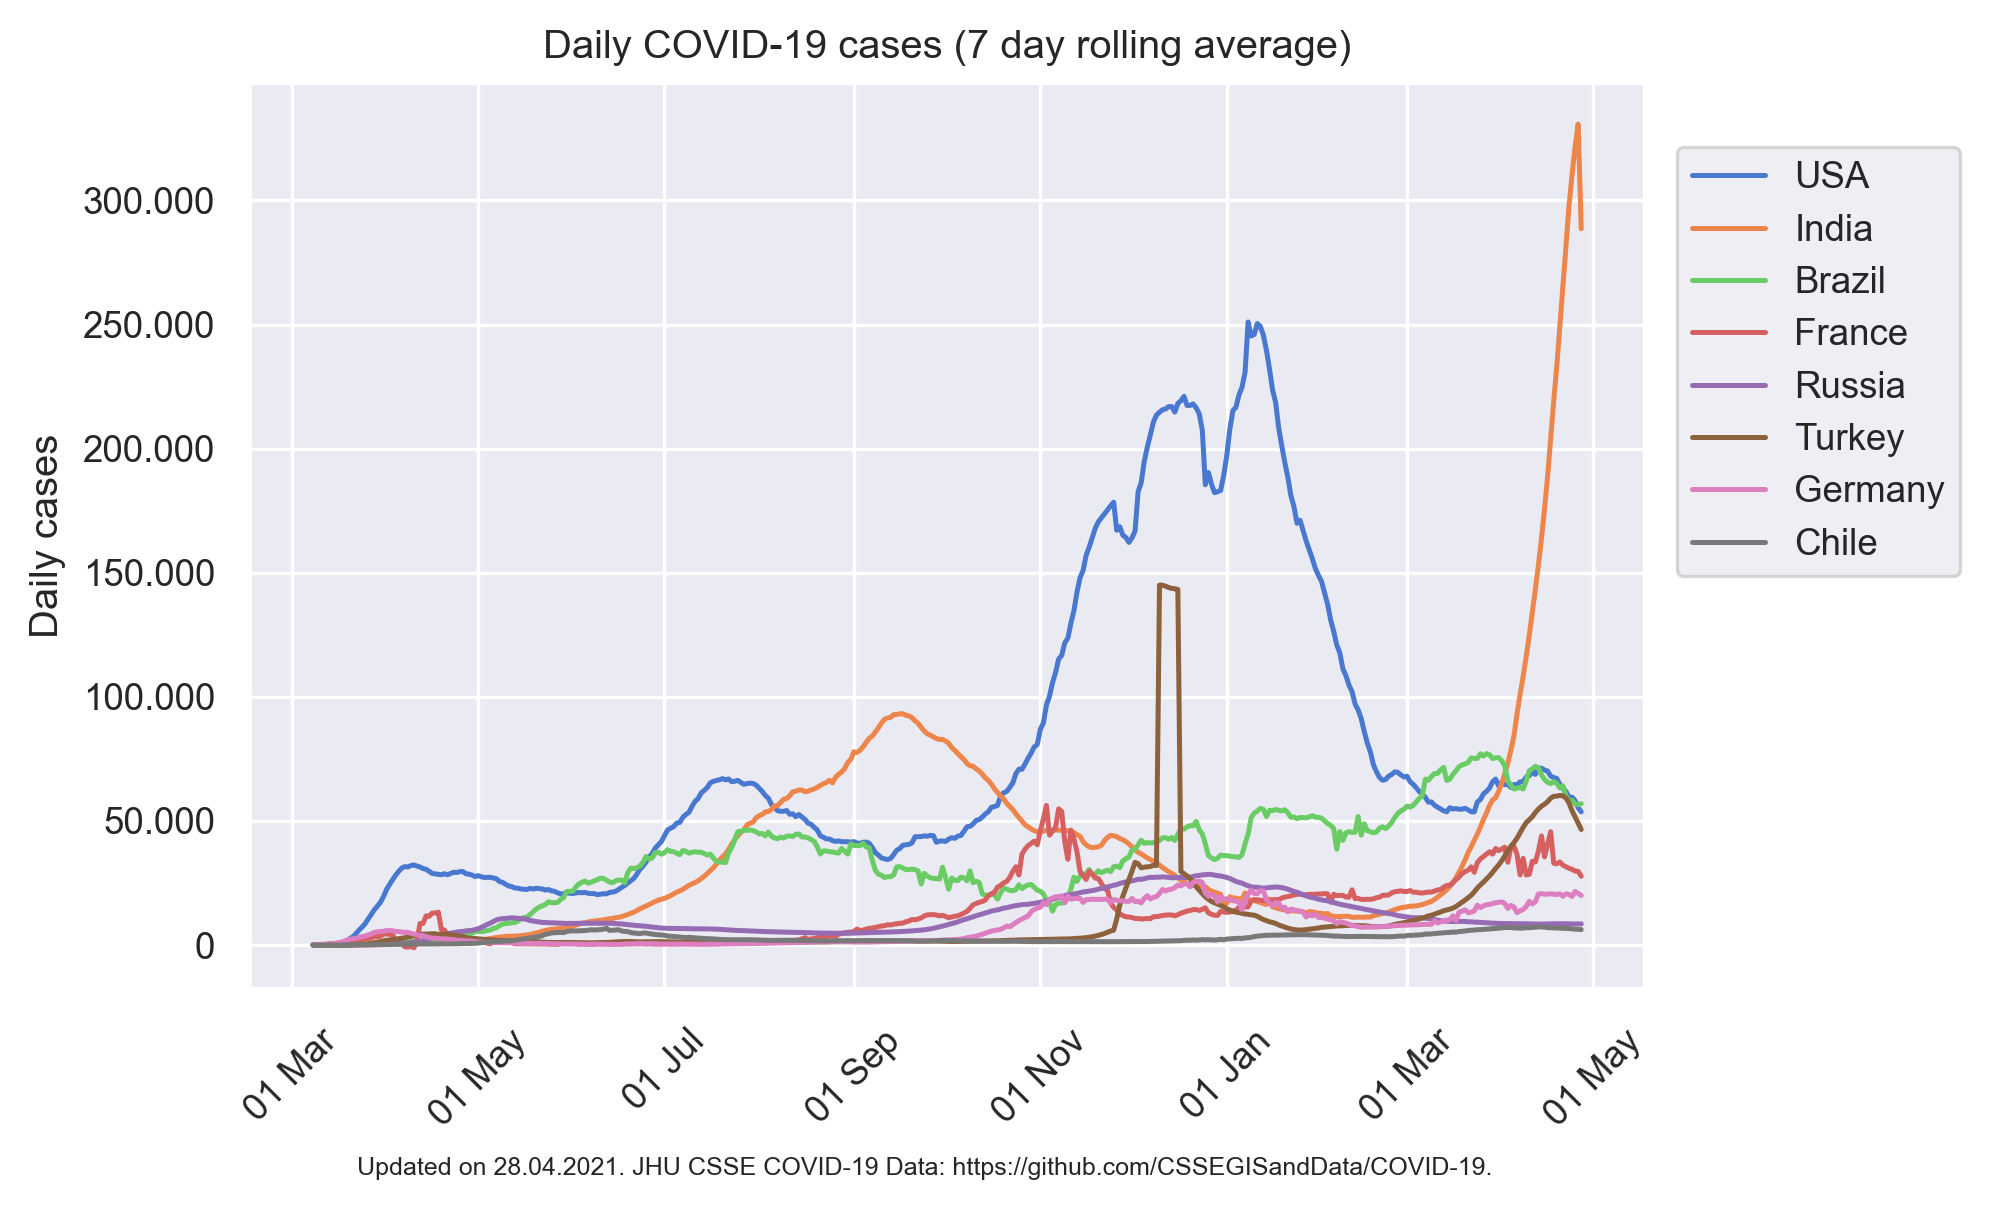 Daily COVID-19 cases (7 day rolling average)
Daily cases
300.000
250.000
200.000
150.000
100.000
50.000
0
01 Mar
01 May
01 Jul
01 Sep
01 Nov
01 Jan
01 Mar
01 May
USA
India
Brazil
France
Russia
Turkey
Germany
Chile
Updated on 28.04.2021. JHU CSSE COVID-19 Data: https://github.com/CSSEGISandData/COVID-19.